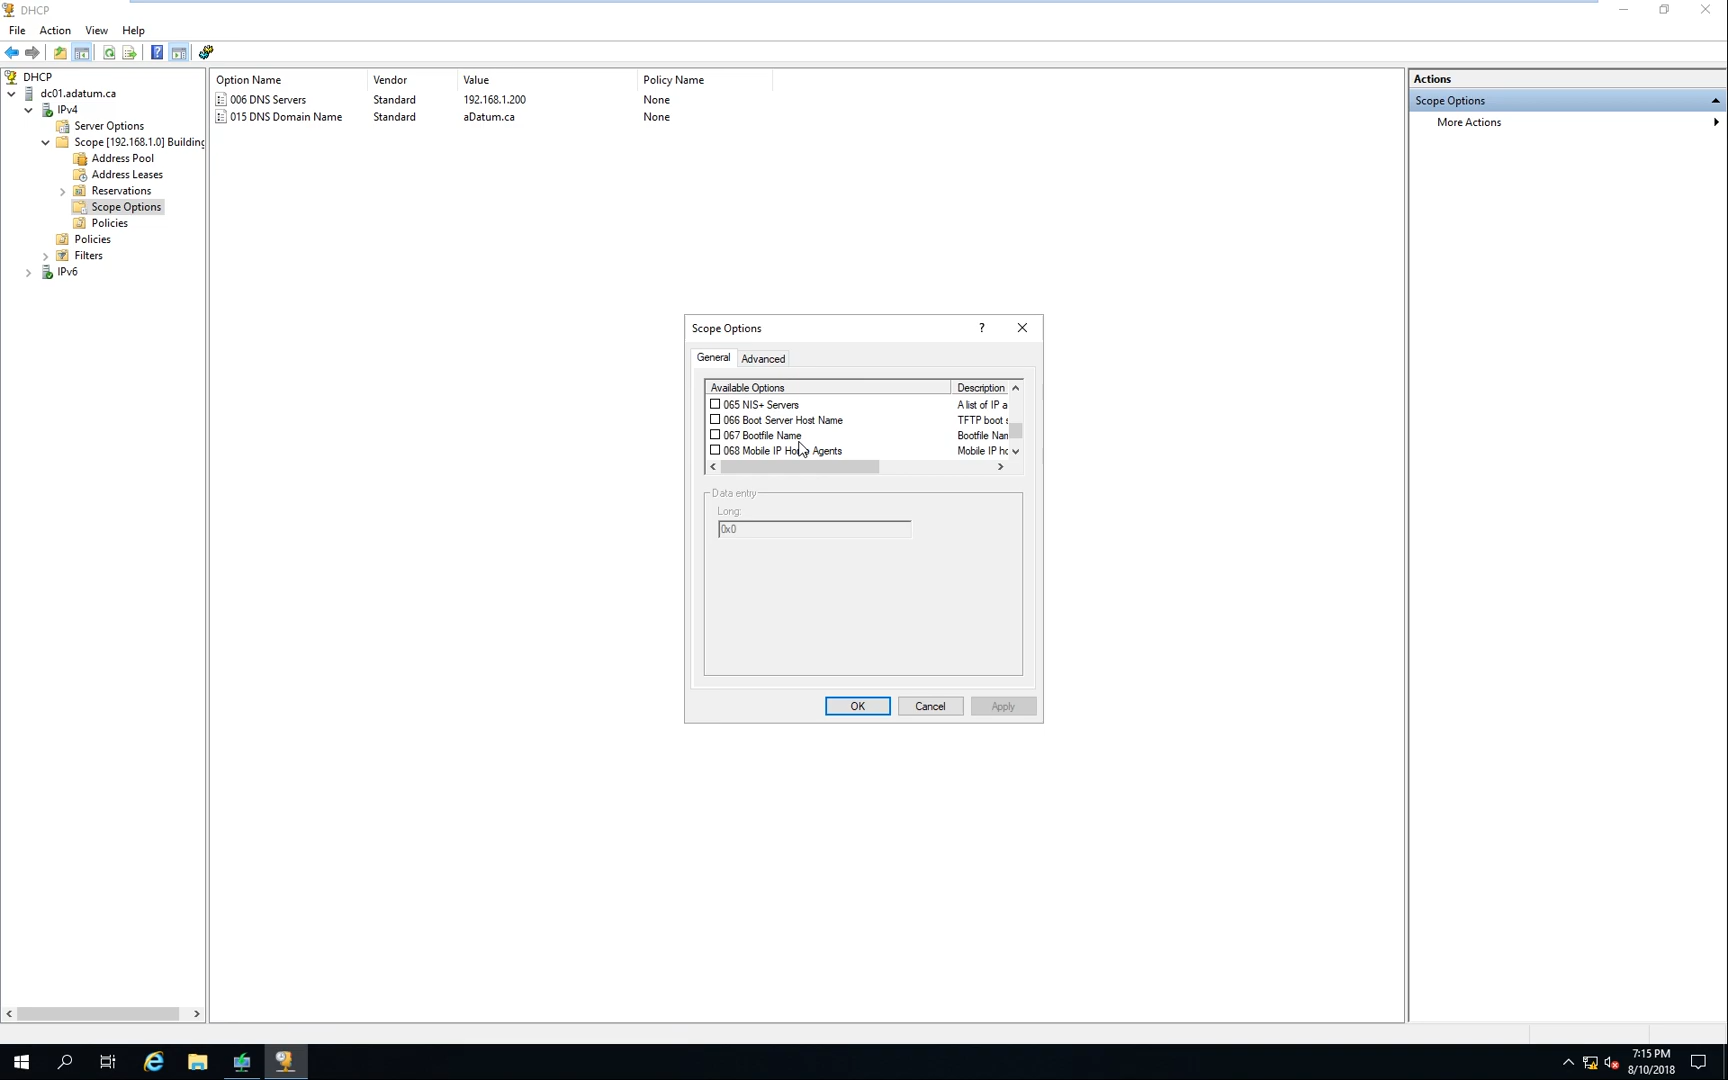 DHCP
File Action View Help
DHCP
dc01.adatum.ca
IPv4
Server Options
Scope [192.168.1.0] Building
Address Pool
Address Leases
Reservations
Scope Options
Policies
Policies
Filters
IPv6
Option Name Vendor Value Policy Name
006 DNS Servers Standard 192.168.1.200 None
015 DNS Domain Name Standard aDatum.ca None
Scope Options
General Advanced
Available Options Description
065 NIS+ Servers A list of IP a
066 Boot Server Host Name TFTP boot s
067 Bootfile Name Bootfile Nam
068 Mobile IP Home Agents Mobile IP ho
Data entry
Long:
0x0
OK Cancel Apply
Actions
Scope Options
More Actions
7:15 PM
8/10/2018